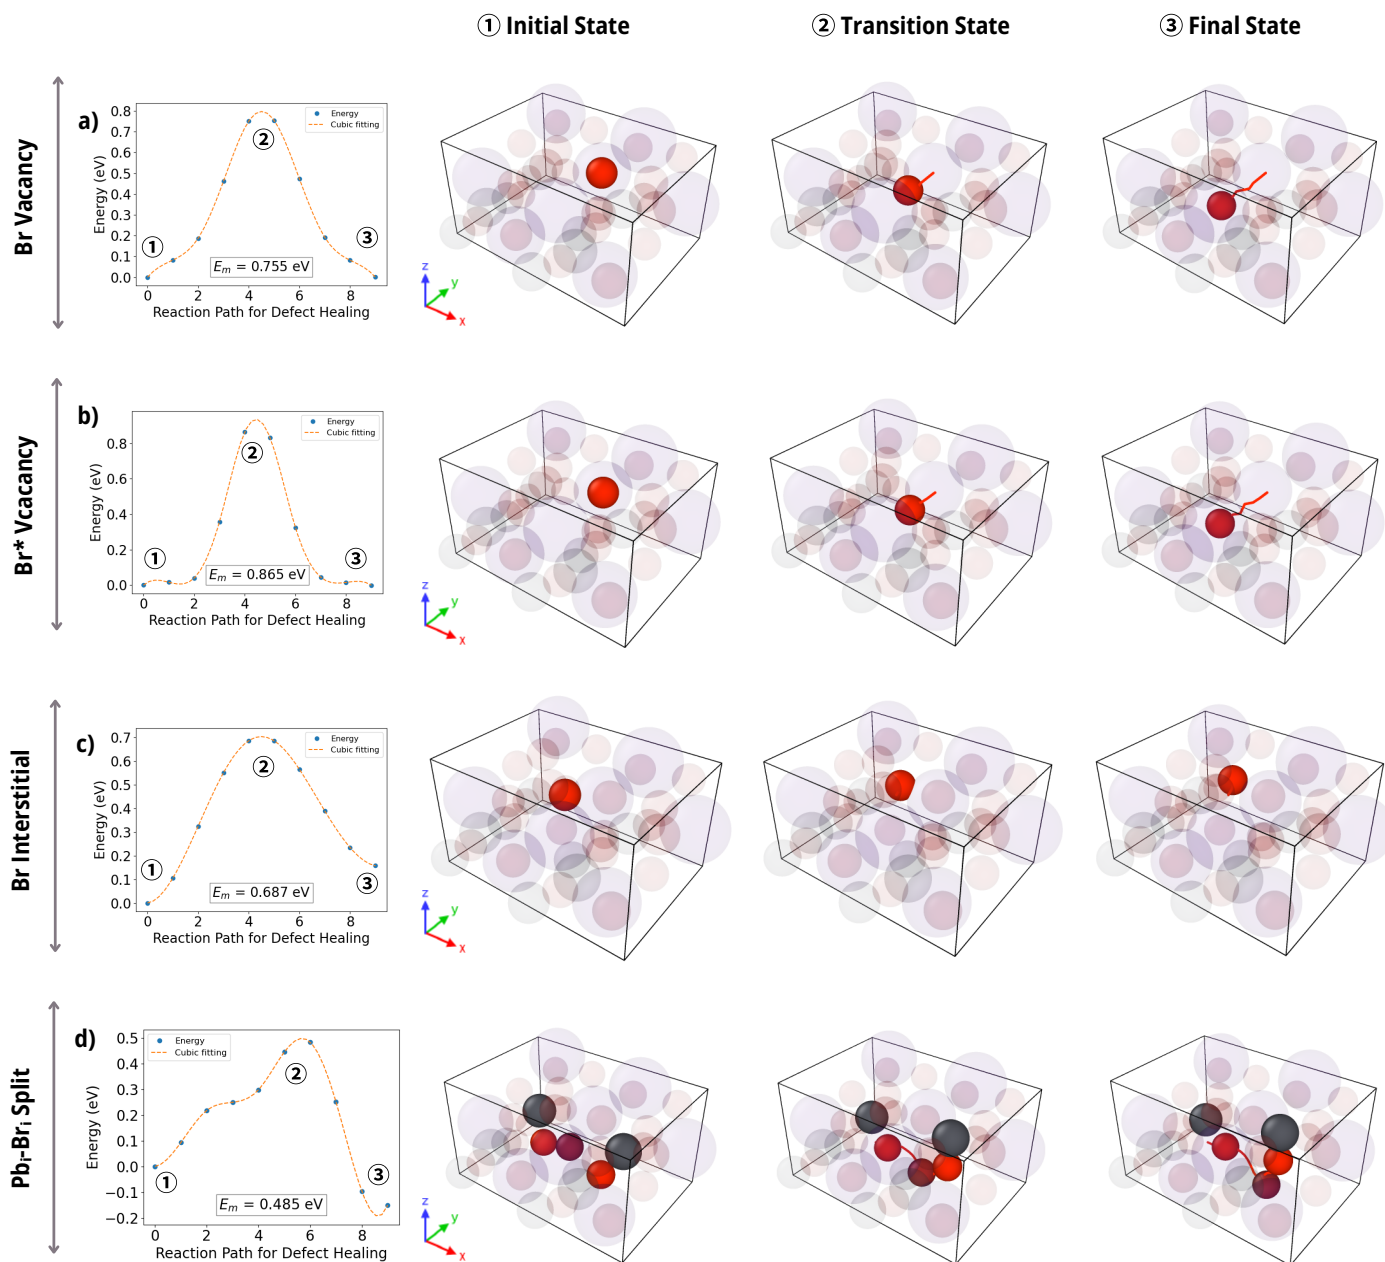 ① Initial State
② Transition State
③ Final State
Br Vacancy
a)
Energy (eV)
0.8
0.7
0.6
0.5
0.4
0.3
0.2
0.1
0.0
Energy
Cubic fitting
①
②
③
E_m = 0.755 eV
0 2 4 6 8
Reaction Path for Defect Healing
z
y
x
Br* Vcacancy
b)
Energy (eV)
0.8
0.6
0.4
0.2
0.0
Energy
Cubic fitting
①
②
③
E_m = 0.865 eV
0 2 4 6 8
Reaction Path for Defect Healing
z
y
x
Br Interstial
c)
Energy (eV)
0.7
0.6
0.5
0.4
0.3
0.2
0.1
0.0
Energy
Cubic fitting
①
②
③
E_m = 0.687 eV
0 2 4 6 8
Reaction Path for Defect Healing
z
y
x
Pbᵢ-Brᵢ Split
d)
Energy (eV)
0.5
0.4
0.3
0.2
0.1
0.0
−0.1
−0.2
Energy
Cubic fitting
①
②
③
E_m = 0.485 eV
0 2 4 6 8
Reaction Path for Defect Healing
z
y
x